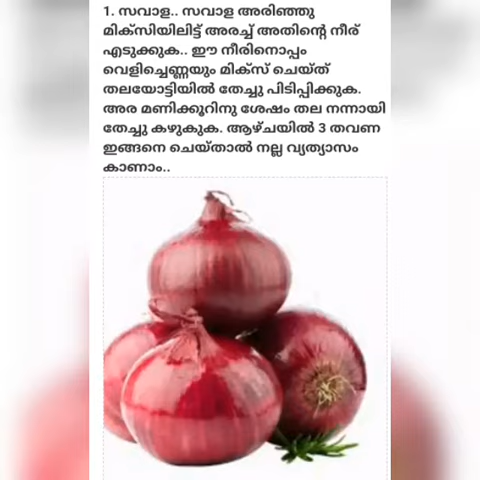 1. സവാള.. സവാള അരിഞ്ഞു
മിക്സിയിലിട്ട് അരച്ച് അതിന്റെ നീര്
എടുക്കുക.. ഈ നീരിനൊപ്പം
വെളിച്ചെണ്ണയും മിക്സ് ചെയ്ത്
തലയോട്ടിയിൽ തേച്ചു പിടിപ്പിക്കുക.
അര മണിക്കൂറിനു ശേഷം തല നന്നായി
തേച്ചു കഴുകുക. ആഴ്ചയിൽ 3 തവണ
ഇങ്ങനെ ചെയ്താൽ നല്ല വ്യത്യാസം
കാണാം..